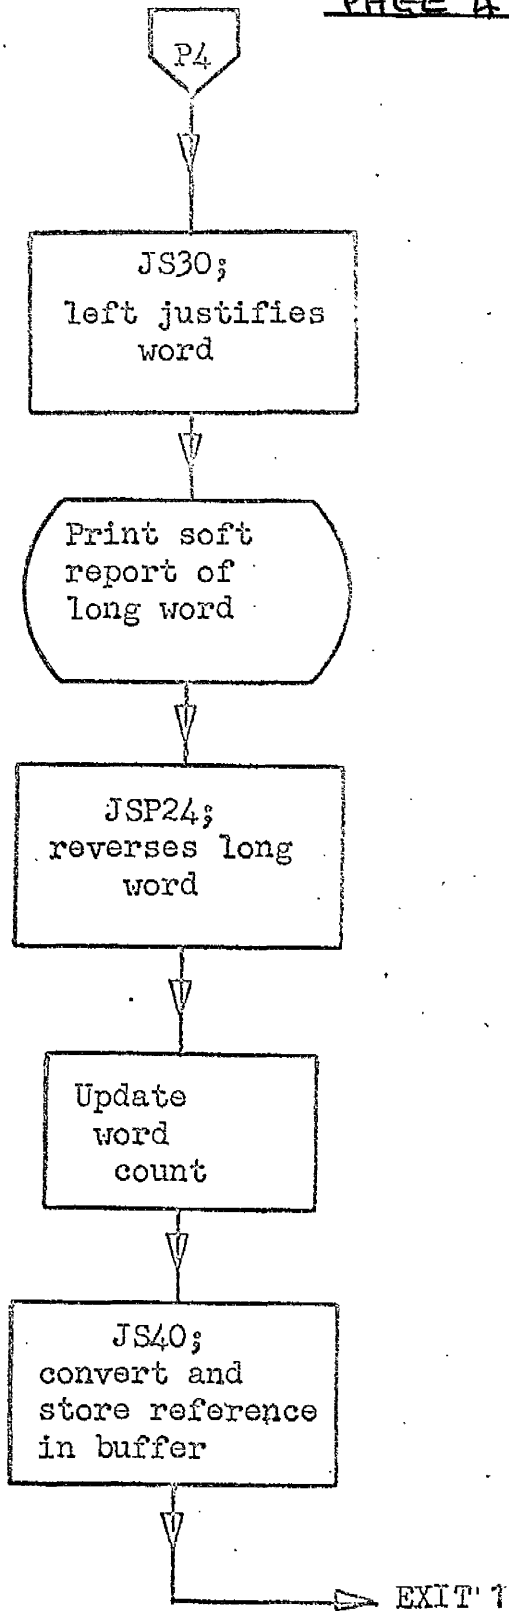 PAGE 4
P4
JS30;
left justifies
word
Print soft
report of
long word
JSP24;
reverses long
word
Update
word
count
JS40;
convert and
store reference
in buffer
EXIT 1